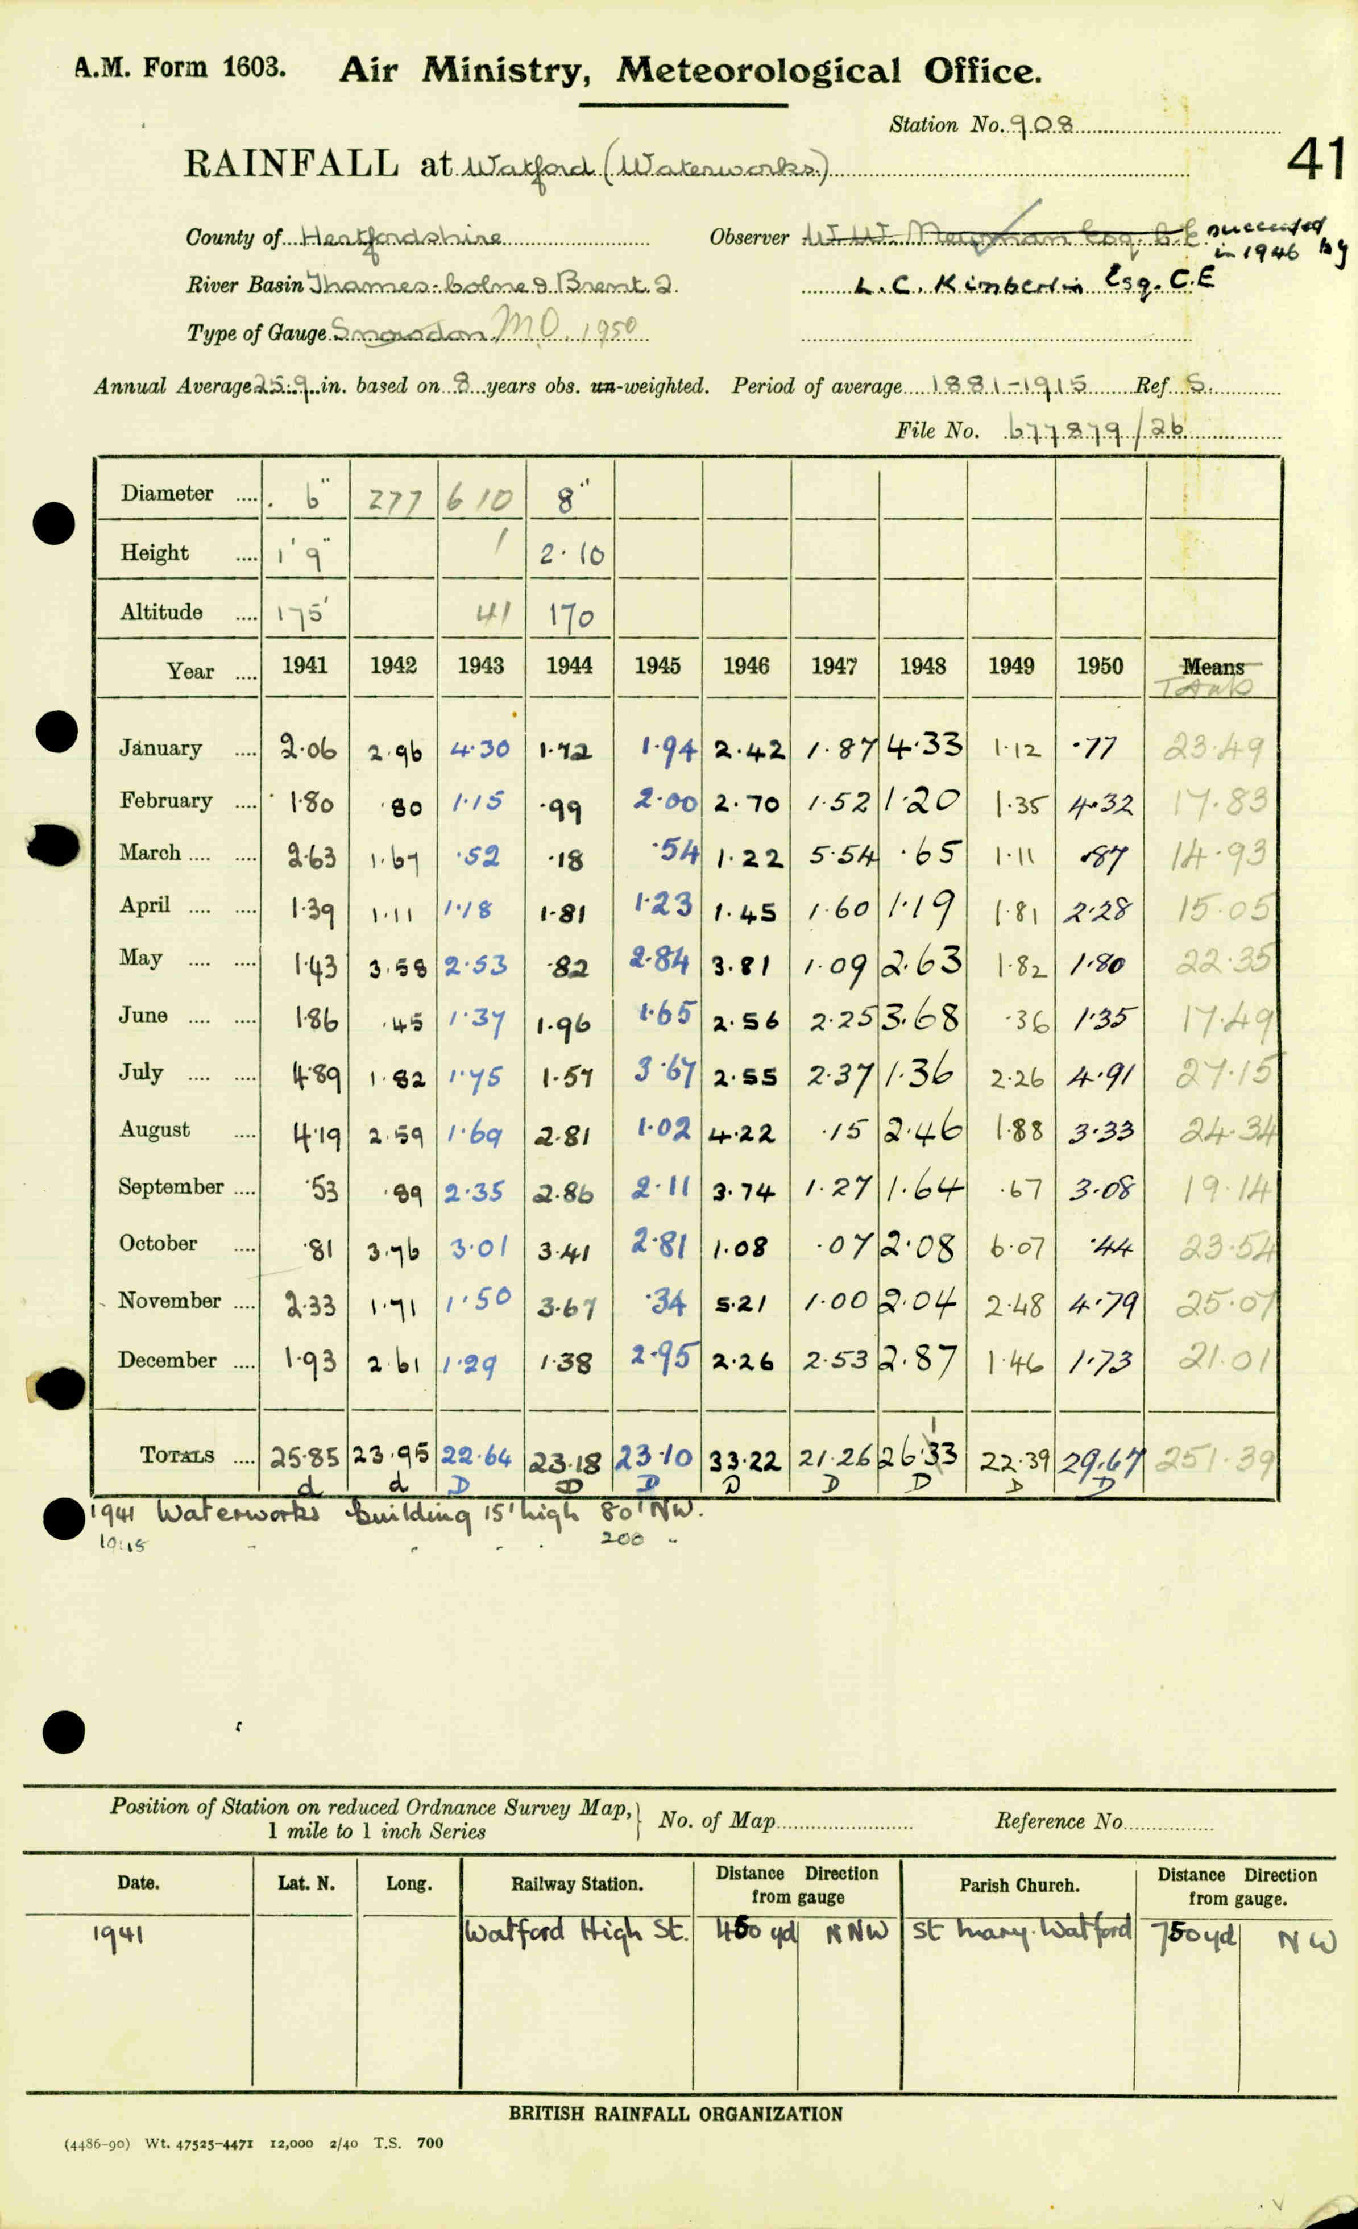 A.M. Form 1603. Air Ministry, Meteorological Office.
Station No. 908
41
RAINFALL at Watford (Waterworks)
County of Hertfordshire Observer W. W. Newman Esq. C.E. succeeded
in 1946 by
River Basin Thames-Colne & Brent. 2. L. C. Kimberlin Esq. C.E
Type of Gauge Snowdon M.O. 1950
Annual Average 25.9 in. based on 8 years obs. un-weighted. Period of average 1881-1915 Ref S.
File No. 677879/26
Diameter .... 6" 277 6 10 8"
Height .... 1' 9" 1 2.10
Altitude .... 175' 41 170
Year .... 1941 1942 1943 1944 1945 1946 1947 1948 1949 1950 Means
Totals
January .... 2.06 2.96 4.30 1.72 1.94 2.42 1.87 4.33 1.12 .77 23.49
February .... 1.80 .80 1.15 .99 2.00 2.70 1.52 1.20 1.35 4.32 17.83
March .... .... 2.63 1.67 .52 .18 .54 1.22 5.54 .65 1.11 .87 14.93
April .... .... 1.39 1.11 1.18 1.81 1.23 1.45 1.60 1.19 1.81 2.28 15.05
May .... .... 1.43 3.58 2.53 .82 2.84 3.81 1.09 2.63 1.82 1.80 22.35
June .... .... 1.86 .45 1.37 1.96 1.65 2.56 2.25 3.68 .36 1.35 17.49
July .... .... 4.89 1.82 1.75 1.57 3.67 2.55 2.37 1.36 2.26 4.91 27.15
August .... 4.19 2.59 1.69 2.81 1.02 4.22 .15 2.46 1.88 3.33 24.34
September .... .53 .89 2.35 2.86 2.11 3.74 1.27 1.64 .67 3.08 19.14
October .... .81 3.76 3.01 3.41 2.81 1.08 .07 2.08 6.07 .44 23.54
November .... 2.33 1.71 1.50 3.67 .34 5.21 1.00 2.04 2.48 4.79 25.07
December .... 1.93 2.61 1.29 1.38 2.95 2.26 2.53 2.87 1.46 1.73 21.01
1
TOTALS .... 25.85 23.95 22.64 23.18 23.10 33.22 21.26 26.33 22.39 29.67 251.39
d d D D D D D D D D
1941 Waterworks building 15' high 80' NW.
1945 " " " " 200 "
Position of Station on reduced Ordnance Survey Map, 1 mile to 1 inch Series } No. of Map Reference No.
Date. Lat. N. Long. Railway Station. Distance Direction from gauge Parish Church. Distance Direction from gauge.
1941 Watford High St. 450 yd NNW St Mary. Watford 750yd NW
BRITISH RAINFALL ORGANIZATION
(4486-90) Wt. 47525-4471 12,000 2/40 T.S. 700